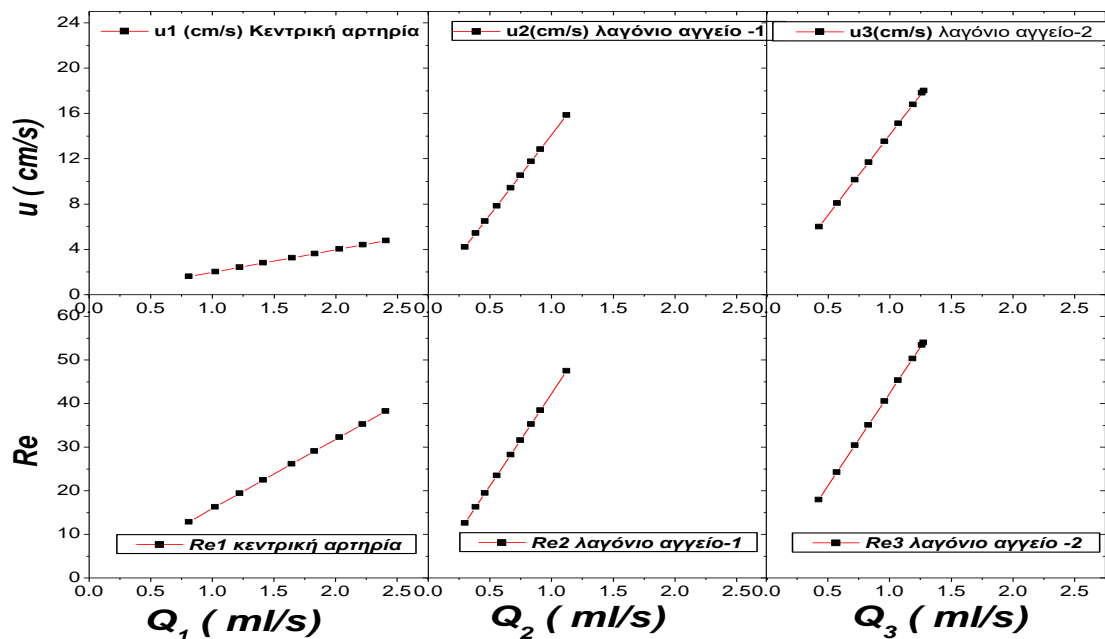 24
20
16
12
8
4
0
u ( cm/s)
u1 (cm/s) Κεντρική αρτηρία
u2(cm/s) λαγόνιο αγγείο -1
u3(cm/s) λαγόνιο αγγείο-2
0.0 0.5 1.0 1.5 2.0 2.5
0.0 0.5 1.0 1.5 2.0 2.5
0.0 0.5 1.0 1.5 2.0 2.5
60
50
40
30
20
10
0
Re
Re1 κεντρική αρτηρία
Re2 λαγόνιο αγγείο-1
Re3 λαγόνιο αγγείο -2
0.0 0.5 1.0 1.5 2.0 2.5
0.0 0.5 1.0 1.5 2.0 2.5
0.0 0.5 1.0 1.5 2.0 2.5
Q1 ( ml/s)
Q2 ( ml/s)
Q3 ( ml/s)